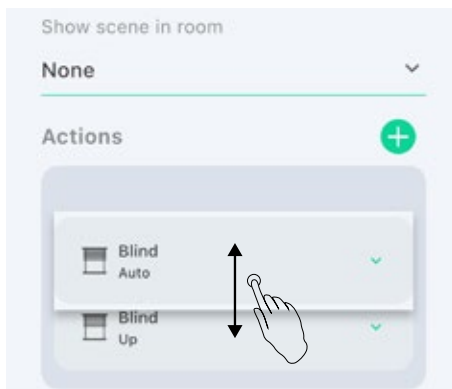 Show scene in room
None
Actions
Blind
Auto
Blind
Up